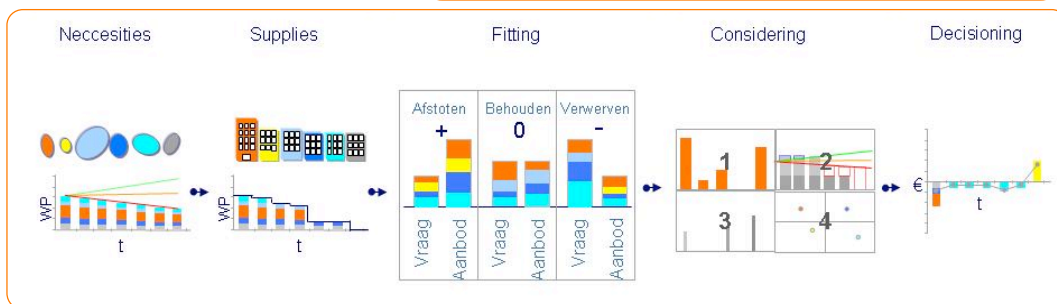 Neccesities
Supplies
Fitting
Considering
Decisioning
Afstoten
Behouden
Verwerven
+
0
-
WP
t
WP
t
Vraag
Aanbod
Vraag
Aanbod
Vraag
Aanbod
1
2
3
4
€
t